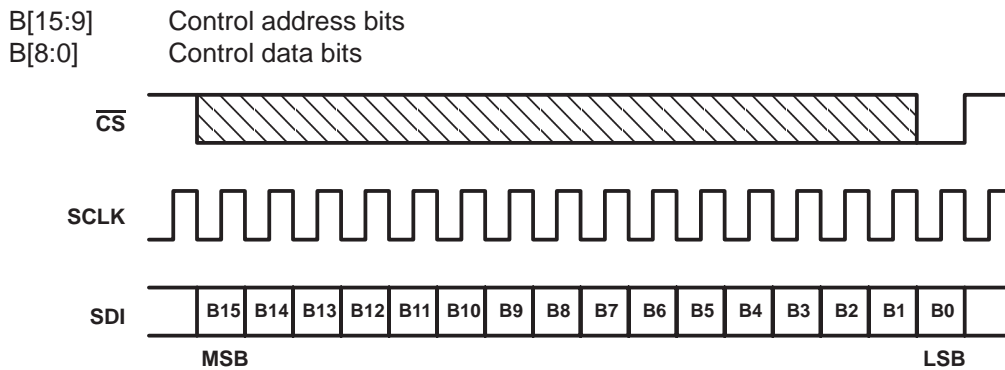 B[15:9] Control address bits
B[8:0] Control data bits
CS
SCLK
SDI B15 B14 B13 B12 B11 B10 B9 B8 B7 B6 B5 B4 B3 B2 B1 B0
MSB LSB